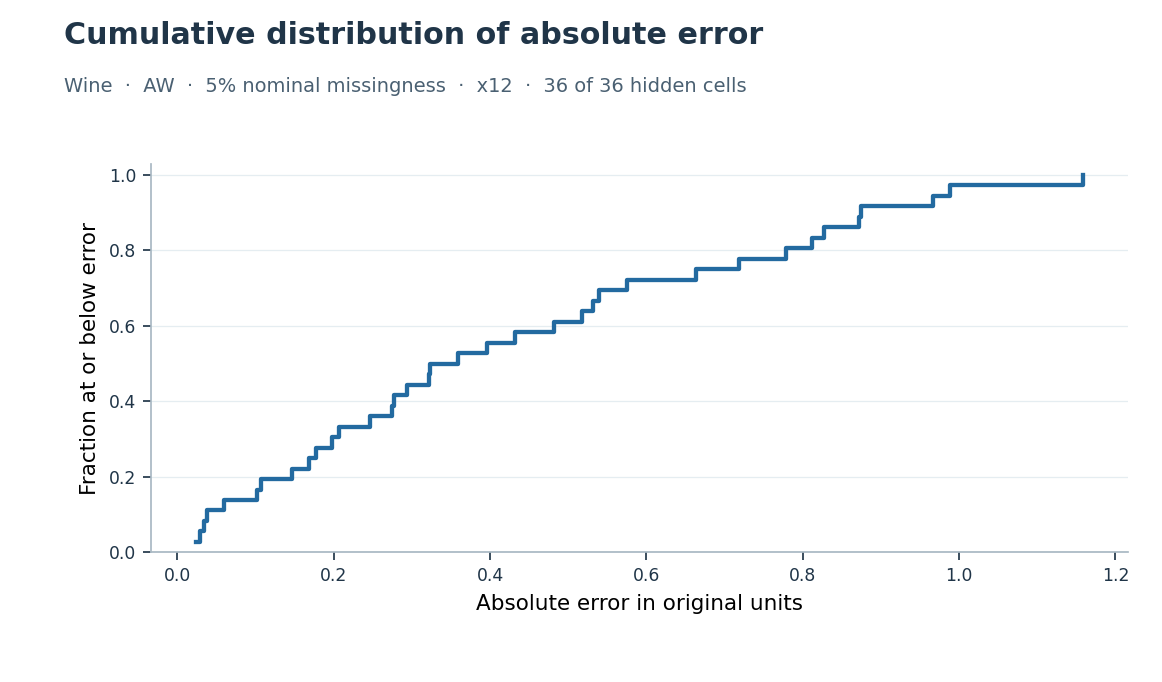 Cumulative distribution of absolute error
Wine · AW · 5% nominal missingness · x12 · 36 of 36 hidden cells
Fraction at or below error
1.0
0.8
0.6
0.4
0.2
0.0
0.0 0.2 0.4 0.6 0.8 1.0 1.2
Absolute error in original units